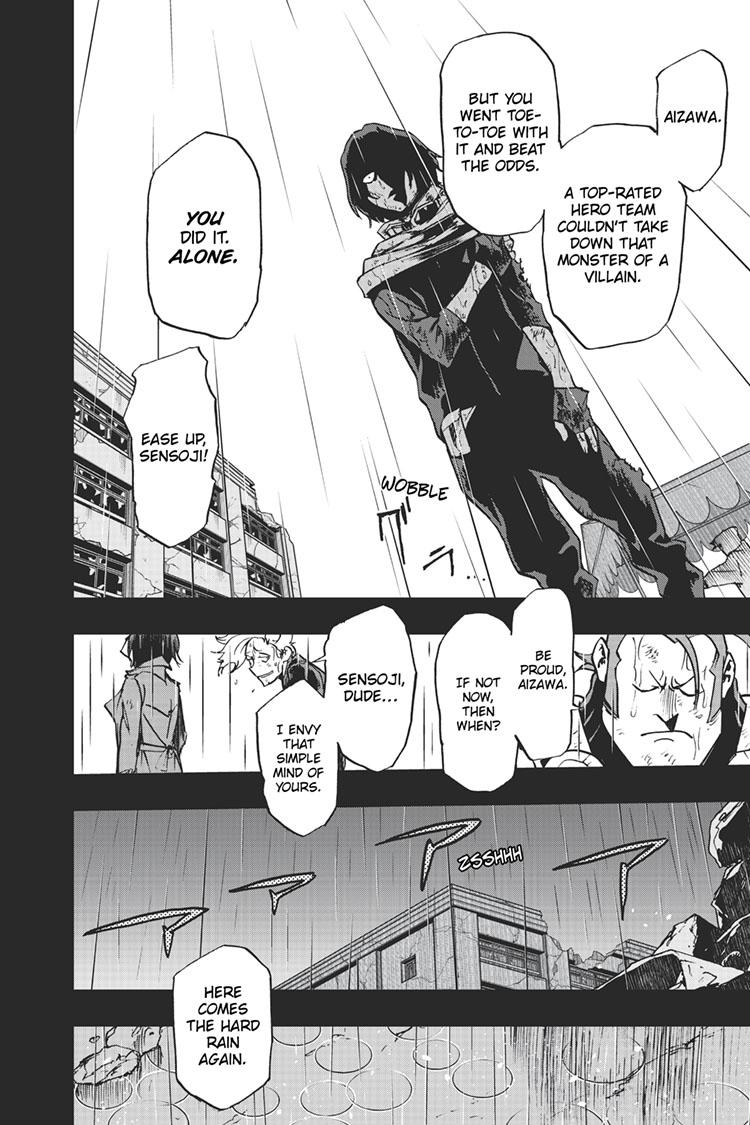 AIZAWA.
A TOP-RATED
HERO TEAM
COULDN'T TAKE
DOWN THAT
MONSTER OF A
VILLAIN.
BUT YOU
WENT TOE-
TO-TOE WITH
IT AND BEAT
THE ODDS.
YOU
DID IT.
ALONE.
EASE UP,
SENSOJI!
WOBBLE
BE
PROUD,
AIZAWA.
IF NOT
NOW,
THEN
WHEN?
SENSOJI,
DUDE...
I ENVY
THAT
SIMPLE
MIND OF
YOURS.
ZSSHHH
HERE
COMES
THE HARD
RAIN
AGAIN.